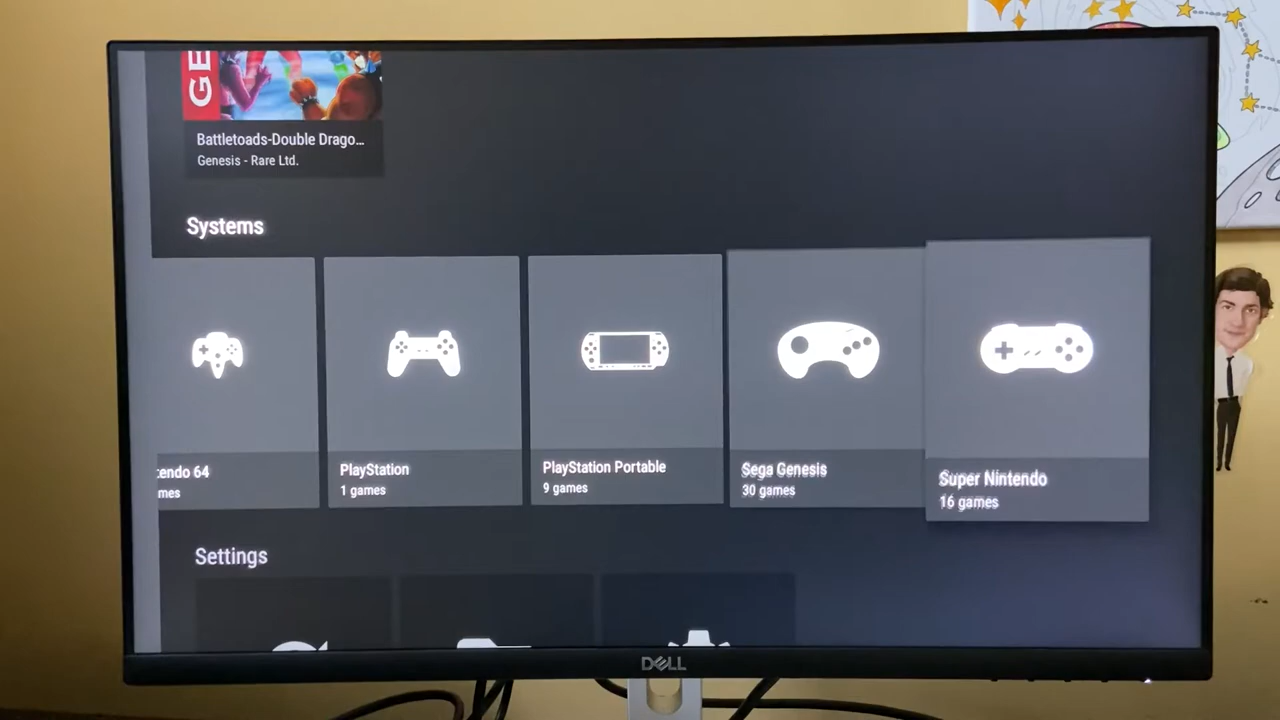 GE
Battletoads-Double Drago...
Genesis - Rare Ltd.
Systems
tendo 64
mes
PlayStation
1 games
PlayStation Portable
9 games
Sega Genesis
30 games
Super Nintendo
16 games
Settings
DELL